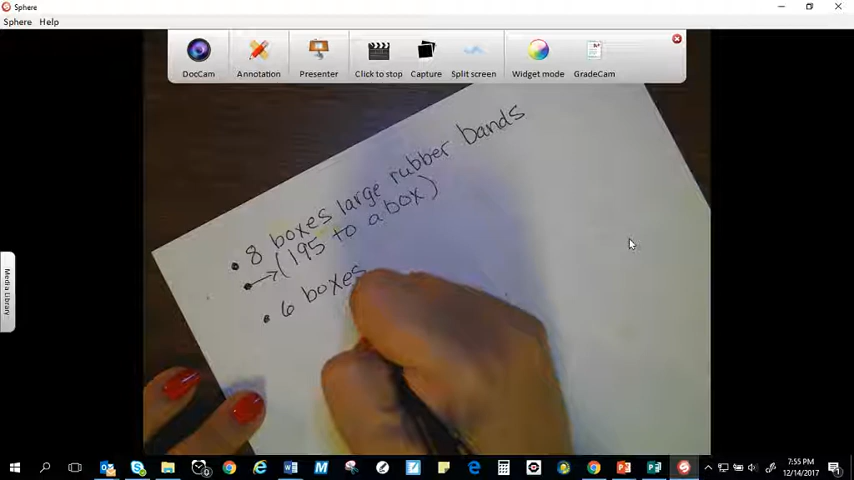 Sphere
Sphere Help
DocCam
Annotation
Presenter
Click to stop
Capture
Split screen
Widget mode
GradeCam
Media Library
• 8 boxes large rubber bands
• → (195 to a box)
• 6 boxes
7:55 PM
12/14/2017